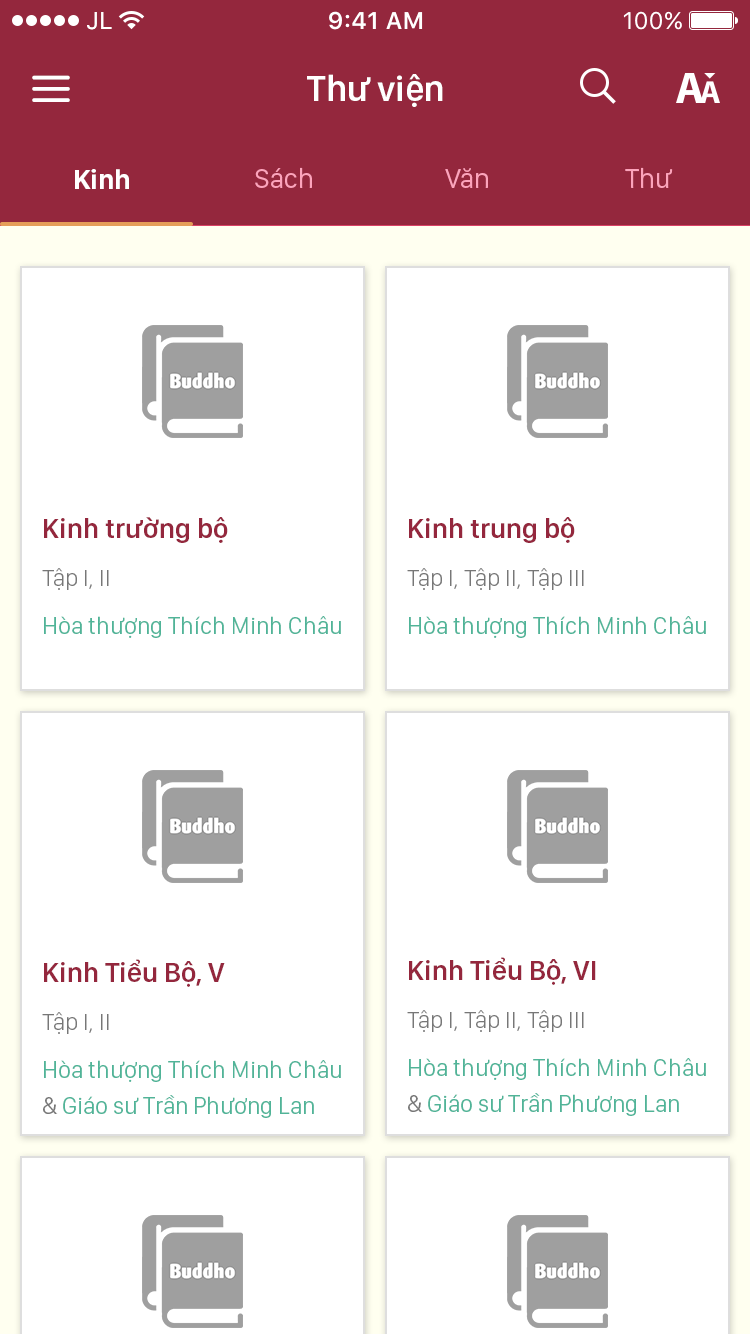 JL 9:41 AM 100%
Thư viện AA
Kinh Sách Văn Thư
Buddho Buddho
Kinh trường bộ
Tập I, II
Hòa thượng Thích Minh Châu
Kinh trung bộ
Tập I, Tập II, Tập III
Hòa thượng Thích Minh Châu
Buddho Buddho
Kinh Tiểu Bộ, V
Tập I, II
Hòa thượng Thích Minh Châu
& Giáo sư Trần Phương Lan
Kinh Tiểu Bộ, VI
Tập I, Tập II, Tập III
Hòa thượng Thích Minh Châu
& Giáo sư Trần Phương Lan
Buddho Buddho